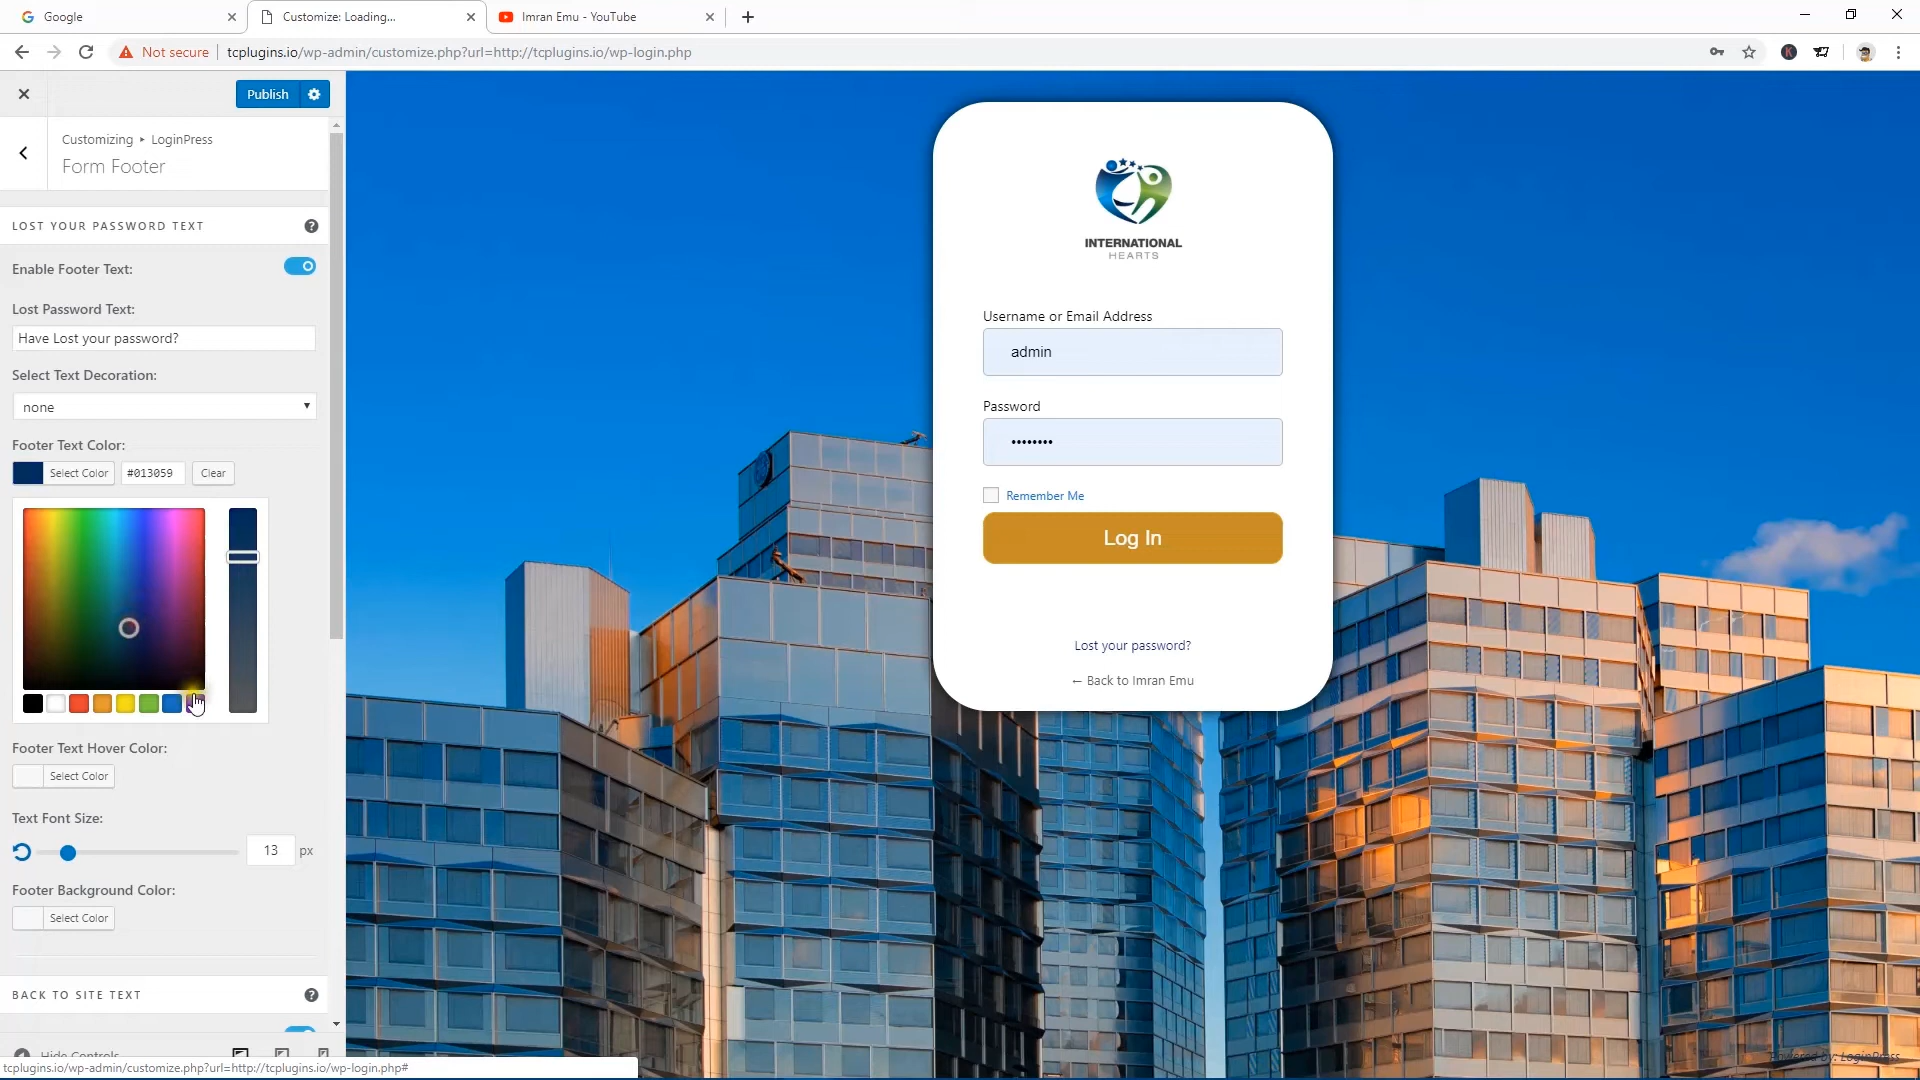 Google
Customize: Loading...
Imran Emu - YouTube
Not secure
tcplugins.io/wp-admin/customize.php?url=http://tcplugins.io/wp-login.php
K
Publish
Customizing ▸ LoginPress
Form Footer
LOST YOUR PASSWORD TEXT
Enable Footer Text:
Lost Password Text:
Have Lost your password?
Select Text Decoration:
none
Footer Text Color:
Select Color
#013059
Clear
Footer Text Hover Color:
Select Color
Text Font Size:
13 px
Footer Background Color:
Select Color
BACK TO SITE TEXT
Hide Controls
tcplugins.io/wp-admin/customize.php?url=http://tcplugins.io/wp-login.php#
INTERNATIONAL
HEARTS
Username or Email Address
admin
Password
••••••••
Remember Me
Log In
Lost your password?
← Back to Imran Emu
Powered by: LoginPress